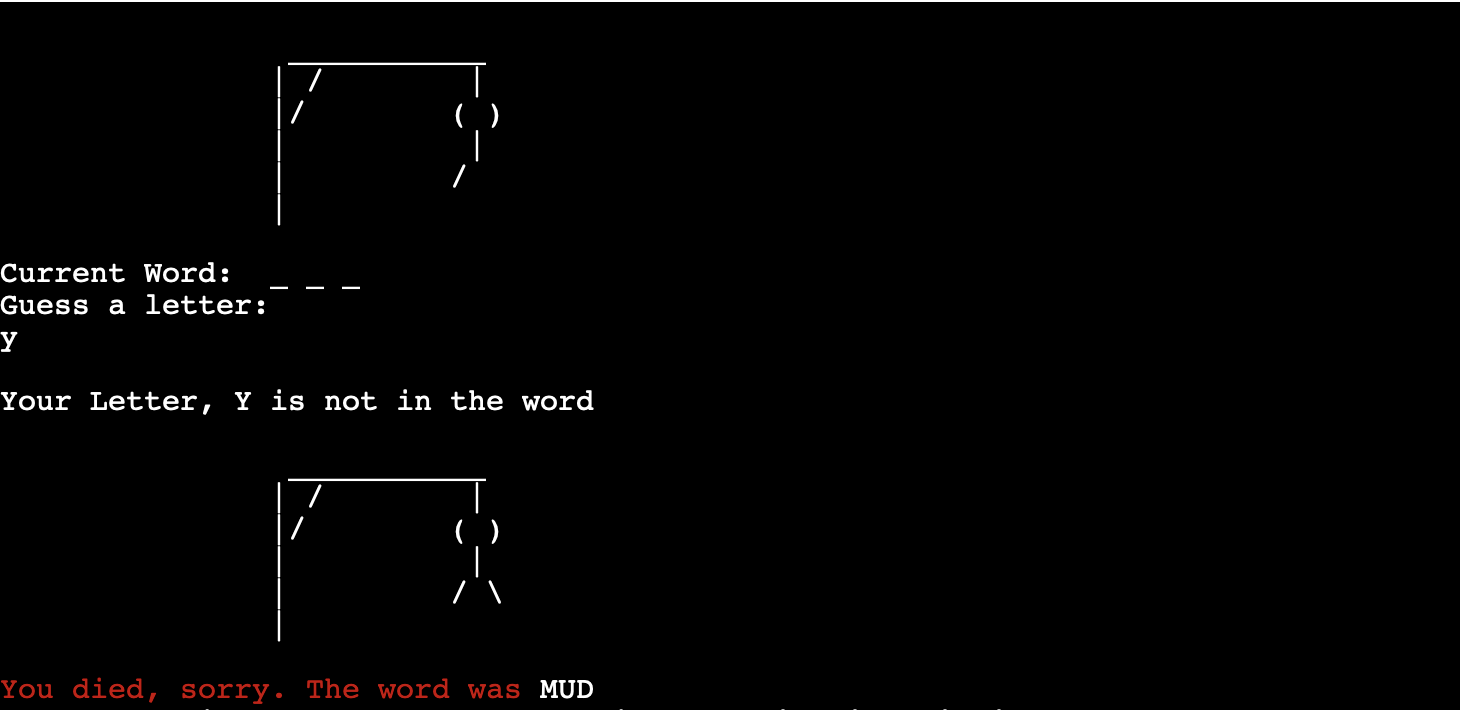 Current Word: _ _ _
Guess a letter:
y
Your Letter, Y is not in the word
You died, sorry. The word was MUD